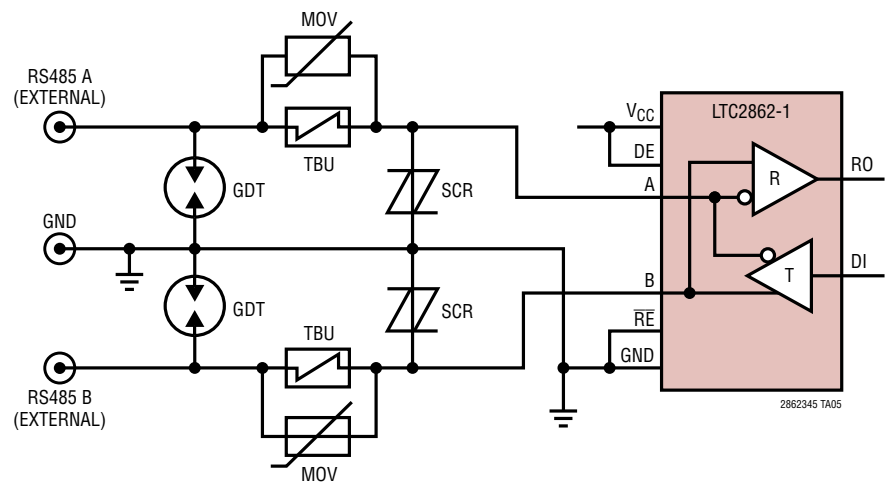 MOV
RS485 A
(EXTERNAL)
TBU
GDT
SCR
GND
GDT
SCR
TBU
RS485 B
(EXTERNAL)
MOV
VCC
LTC2862-1
DE
A
R
RO
T
DI
B
RE
GND
2862345 TA05